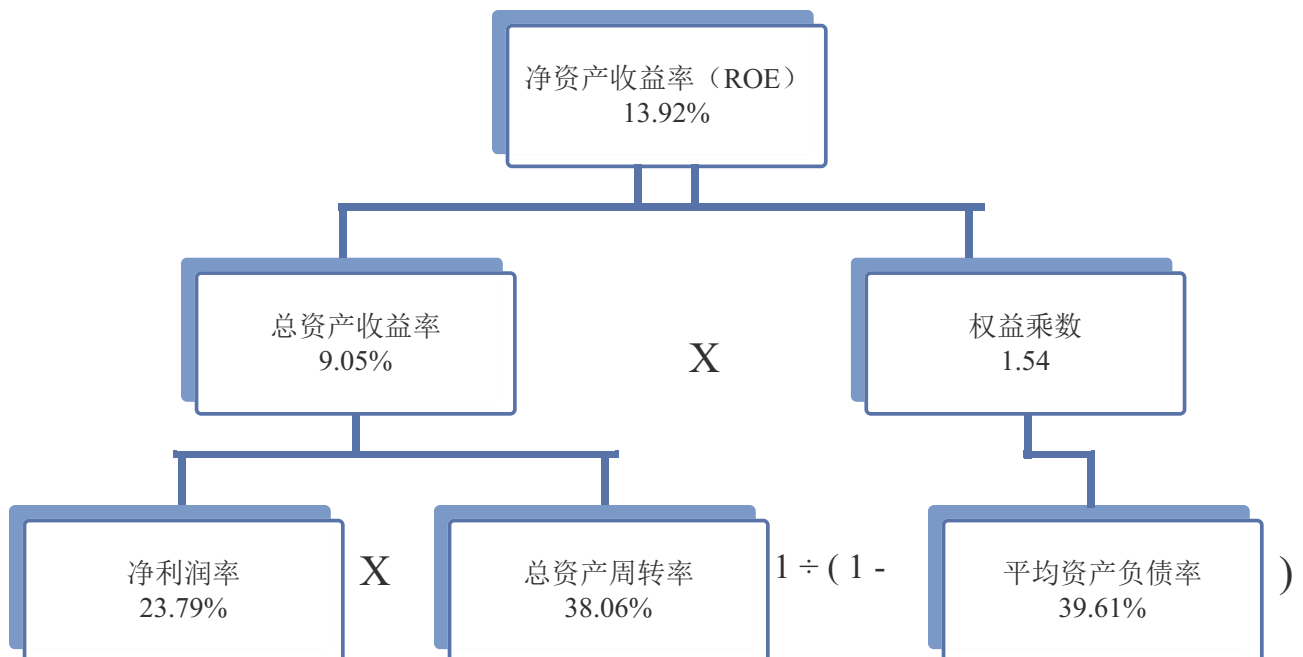 净资产收益率（ROE）
13.92%
总资产收益率
9.05%
X
权益乘数
1.54
净利润率
23.79%
X
总资产周转率
38.06%
1 ÷ ( 1 -
平均资产负债率
39.61%
)